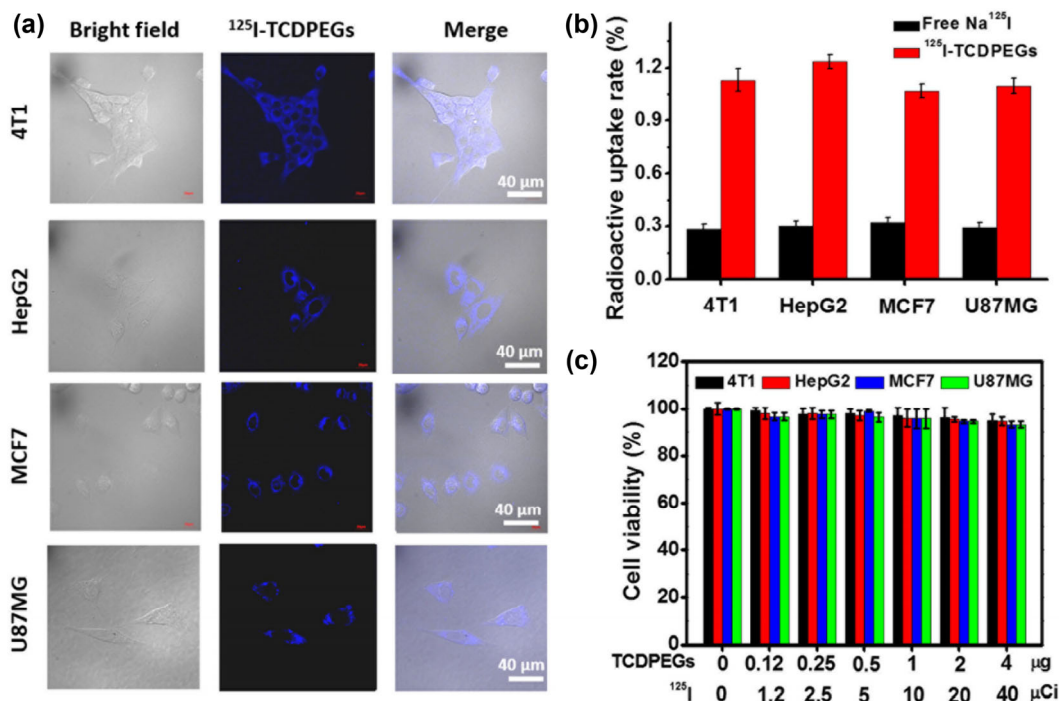 (a)
Bright field ¹²⁵I-TCDPEGs Merge
4T1
40 μm
HepG2
40 μm
MCF7
40 μm
U87MG
40 μm
(b)
Radioactive uptake rate (%)
Free Na¹²⁵I
¹²⁵I-TCDPEGs
1.2
0.9
0.6
0.3
0.0
4T1 HepG2 MCF7 U87MG
(c)
Cell viability (%)
4T1 HepG2 MCF7 U87MG
120
100
80
60
40
20
0
TCDPEGs 0 0.12 0.25 0.5 1 2 4 μg
¹²⁵I 0 1.2 2.5 5 10 20 40 μCi